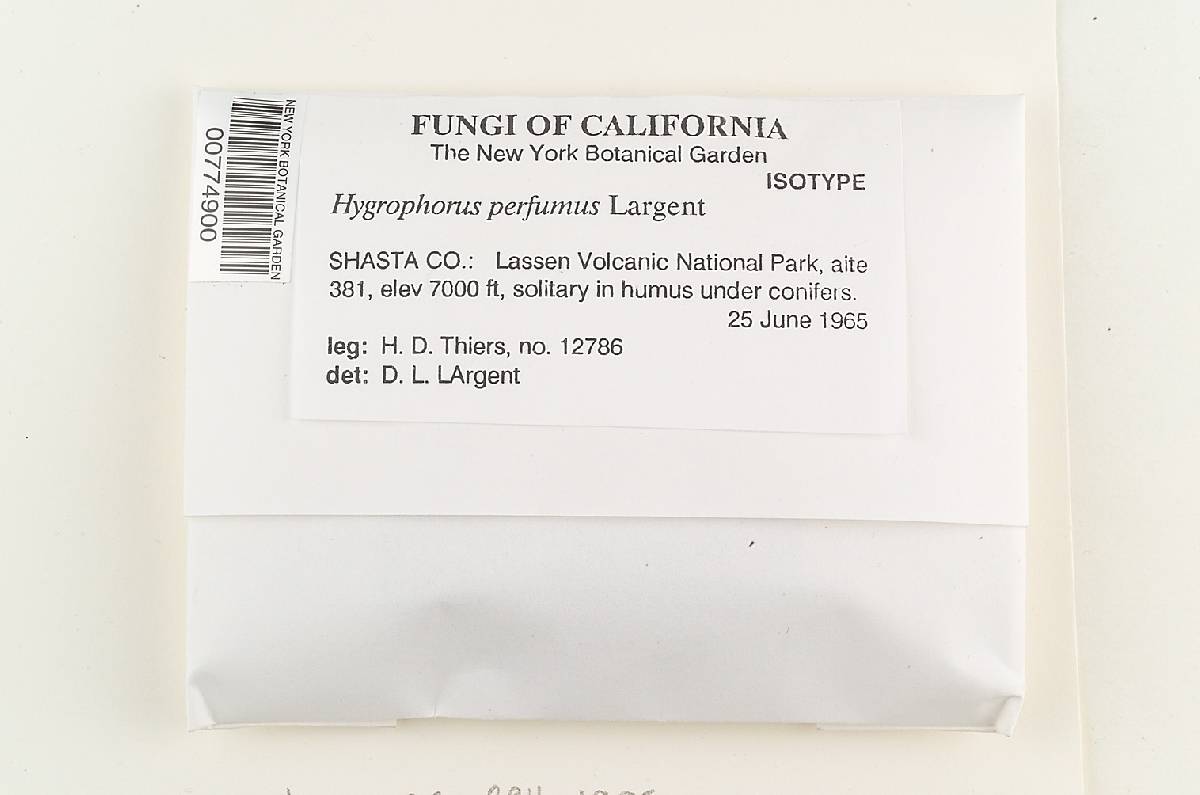 FUNGI OF CALIFORNIA
The New York Botanical Garden
ISOTYPE
Hygrophorus perfumus Largent
SHASTA CO.: Lassen Volcanic National Park, aite
381, elev 7000 ft, solitary in humus under conifers.
25 June 1965
leg: H. D. Thiers, no. 12786
det: D. L. LArgent
NEW YORK BOTANICAL GARDEN
00774900